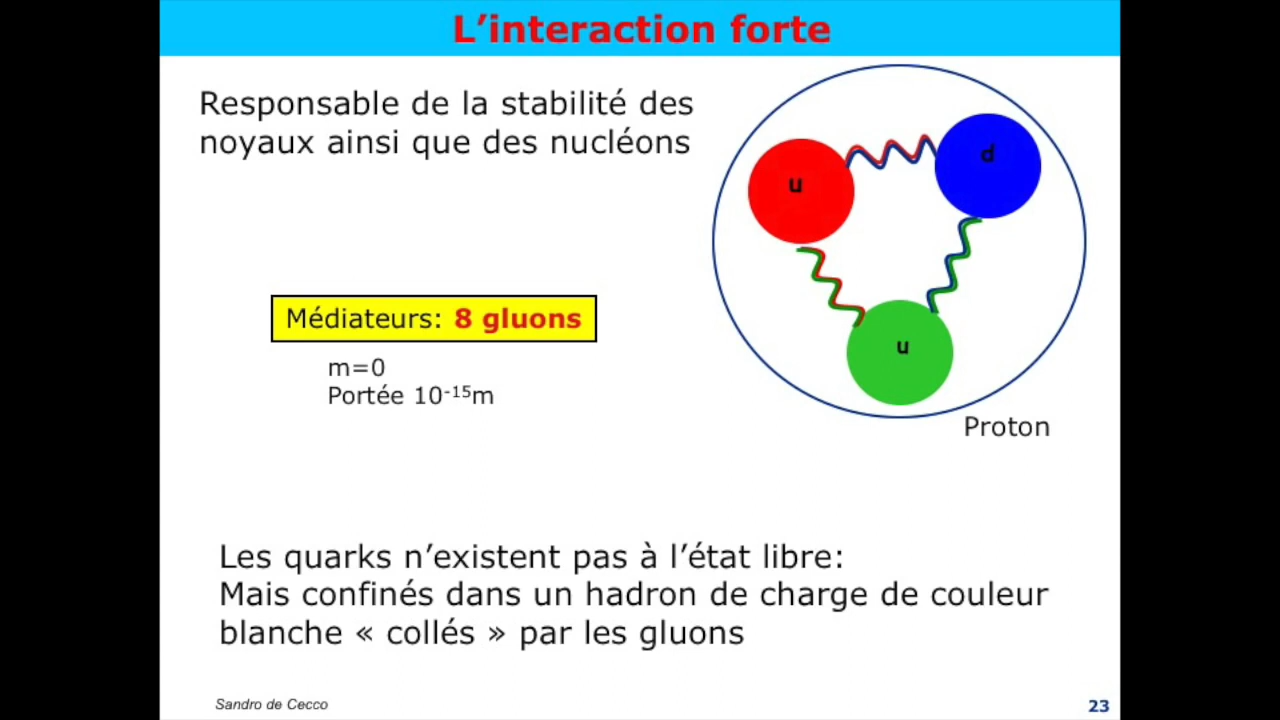 L’interaction forte
Responsable de la stabilité des
noyaux ainsi que des nucléons
u
d
u
Médiateurs: 8 gluons
m=0
Portée 10⁻¹⁵m
Proton
Les quarks n’existent pas à l’état libre:
Mais confinés dans un hadron de charge de couleur
blanche « collés » par les gluons
Sandro de Cecco
23